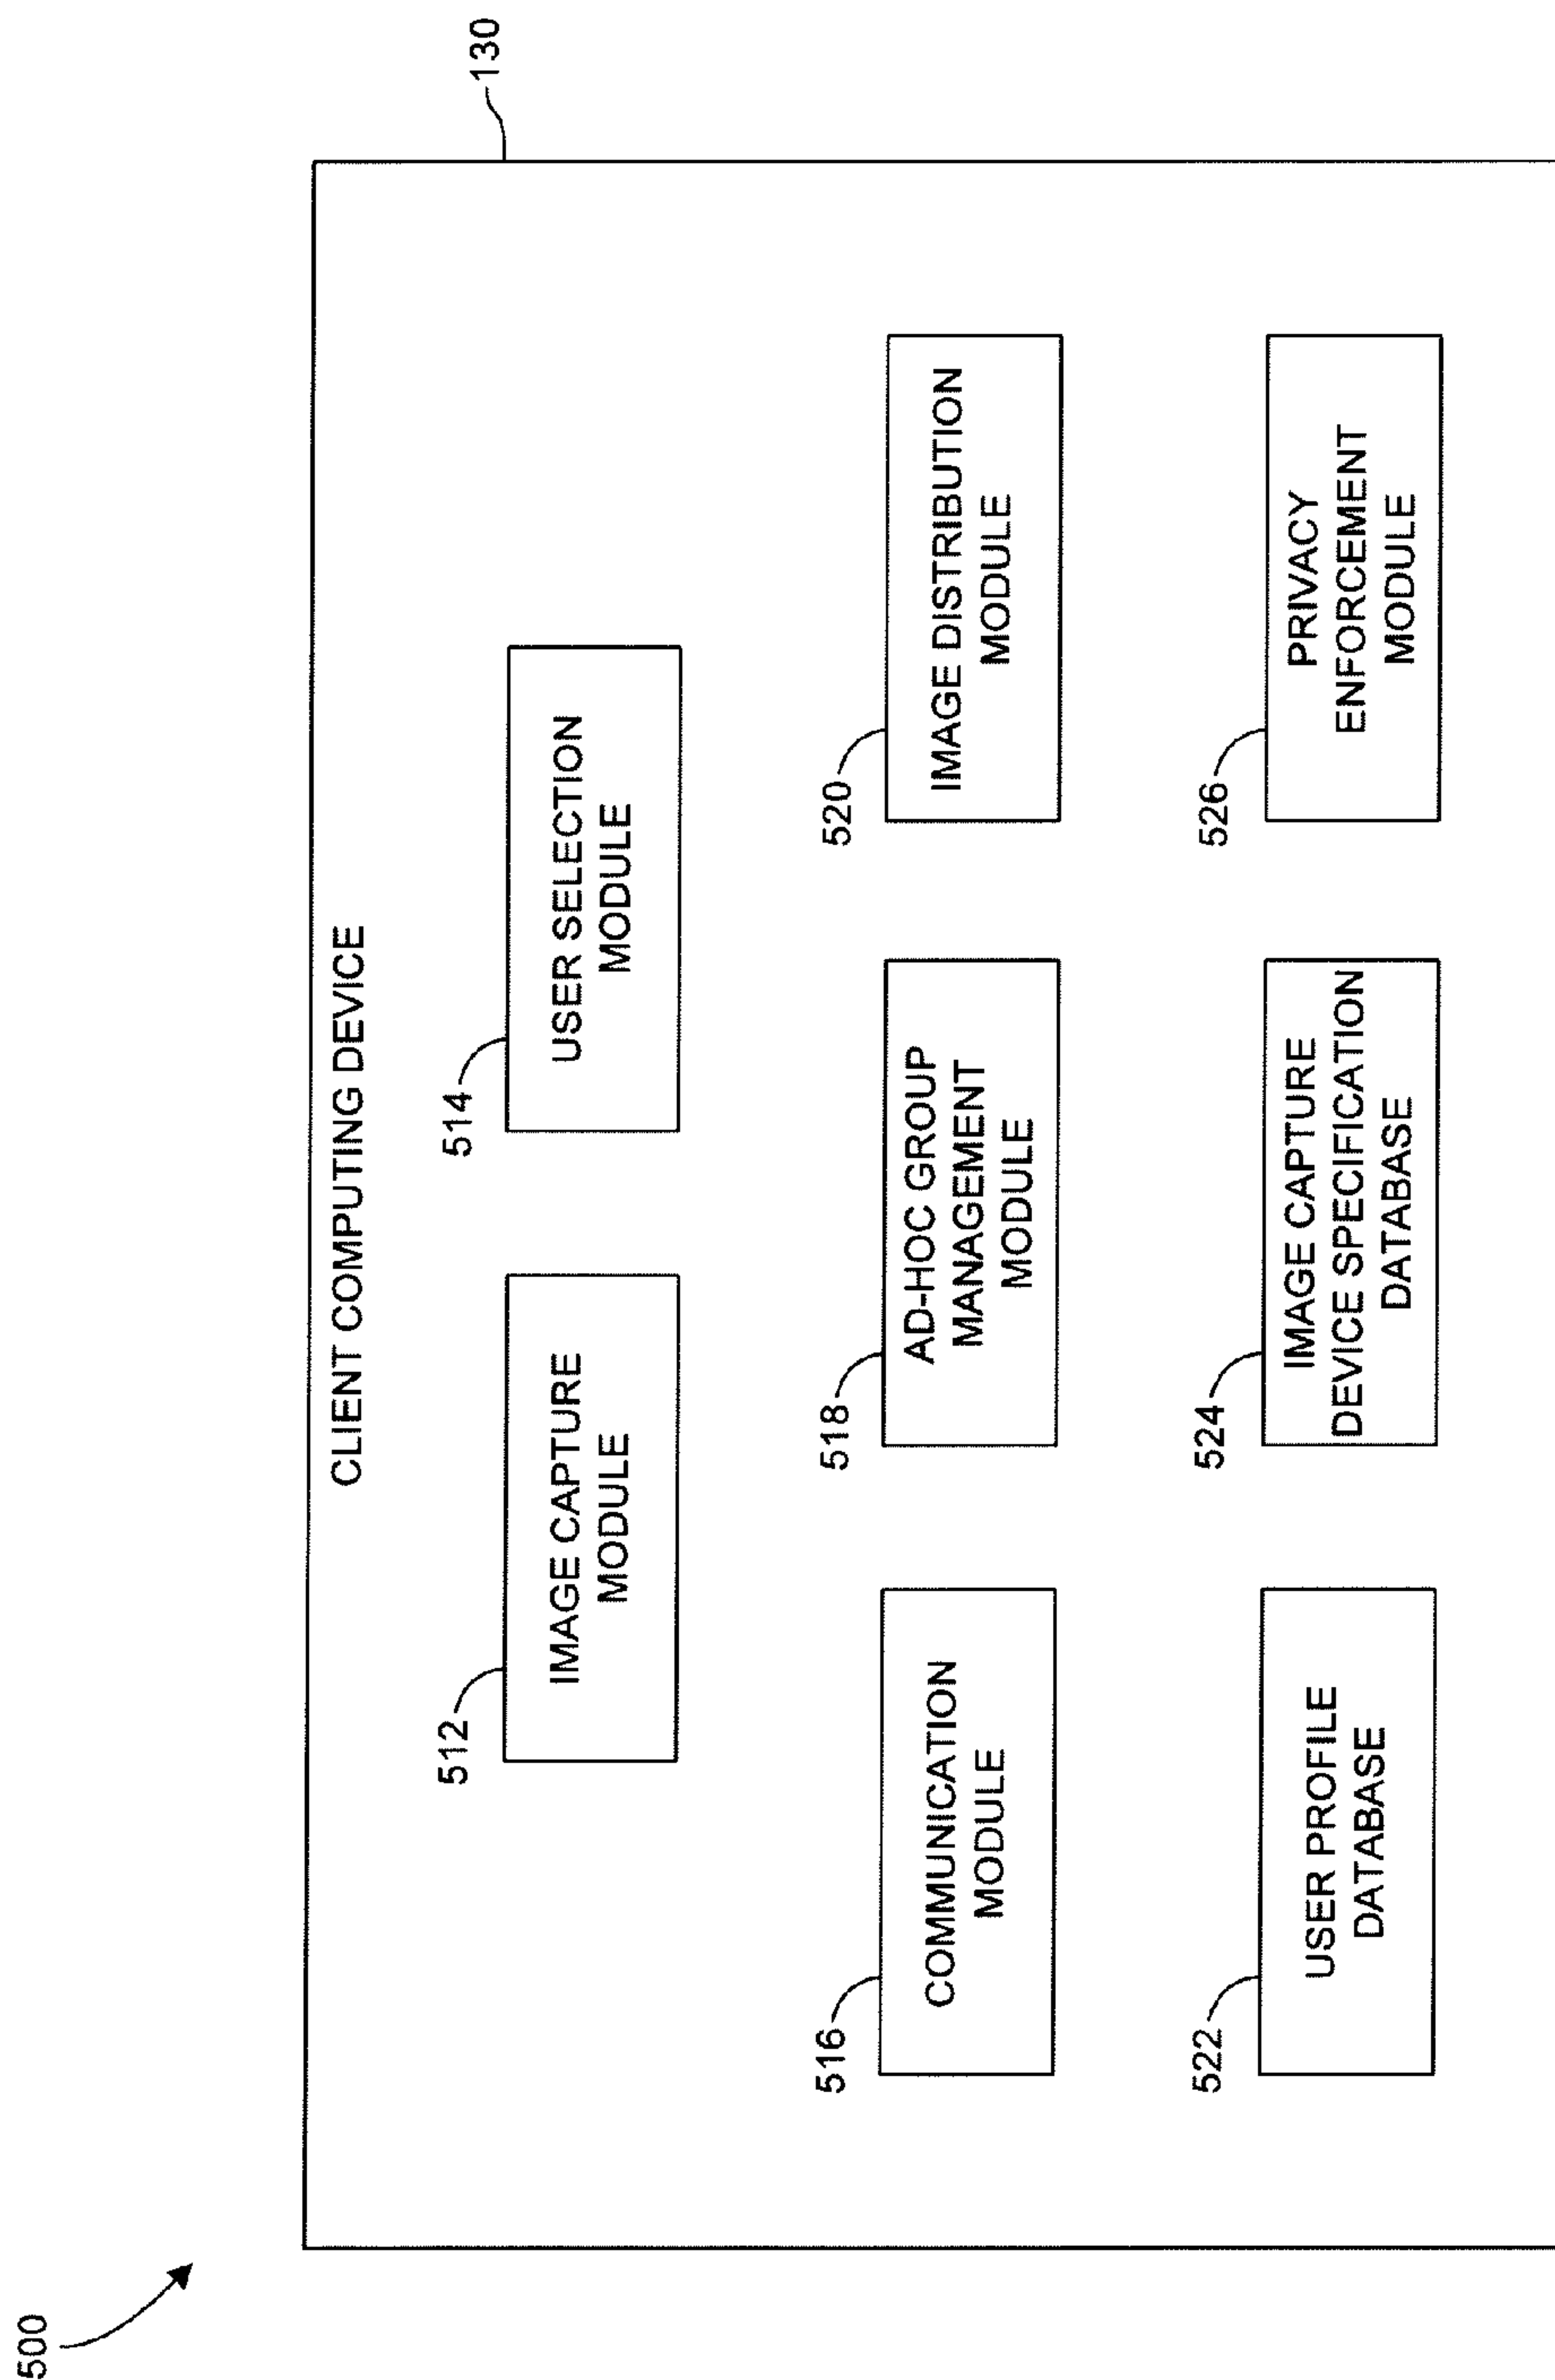 500
130
CLIENT COMPUTING DEVICE
512
IMAGE CAPTURE
MODULE
514
USER SELECTION
MODULE
516
COMMUNICATION
MODULE
518
AD-HOC GROUP
MANAGEMENT
MODULE
520
IMAGE DISTRIBUTION
MODULE
522
USER PROFILE
DATABASE
524
IMAGE CAPTURE
DEVICE SPECIFICATION
DATABASE
526
PRIVACY
ENFORCEMENT
MODULE